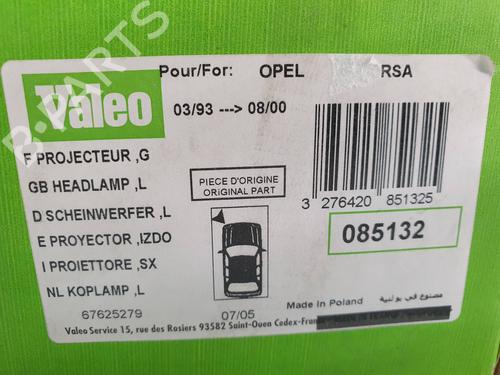 Valeo
Pour/For: OPEL RSA
03/93 ---> 08/00
F PROJECTEUR ,G
GB HEADLAMP ,L
D SCHEINWERFER ,L
E PROYECTOR ,IZDO
I PROIETTORE ,SX
NL KOPLAMP ,L
67625279
PIECE D'ORIGINE
ORIGINAL PART
07/05
3 276420 851325
085132
Made In Poland مصنوع في بولنية
Valeo Service 15, rue des Rosiers 93582 Saint-Ouen Cedex-France
B-PARTS